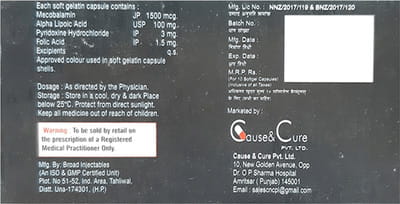 Each soft gelatin capsule contains :
Mecobalamin JP 1500 mcg.
Alpha Lipoic Acid USP 100 mg.
Pyridoxine Hydrochloride IP 3 mg
Folic Acid IP 1.5 mg.
Excipients q.s.
Approved colour used in soft gelatin capsule
shells.
Dosage : As directed by the Physician.
Storage : Store in a cool, dry & dark Place
below 25°C. Protect from direct sunlight.
Keep all medicine out of reach of children.
Warning To be sold by retail on
the prescription of a Registered
Medical Practitioner Only.
Mfg. By: Broad Injectables
(An ISO & GMP Certified Unit)
Plot No 51-52, Ind. Area, Tahliwal,
Distt. Una-174301. (H.P.)
Mfg. Lic No : NNZ/2017/119 & BNZ/2017/120
Batch No :
Mfg. Date :
Exp. Date :
M.R.P Rs. :
(For 10 Softgel Capsules)
(Inclusive of all Taxes)
Marketed by :
Cause & Cure
PVT. LTD.
Cause & Cure Pvt. Ltd.
10, New Golden Avenue, Opp
Dr. O P Sharma Hospital
Amritsar ( Punjab) 145001
Email : salescncpl@gmail.com